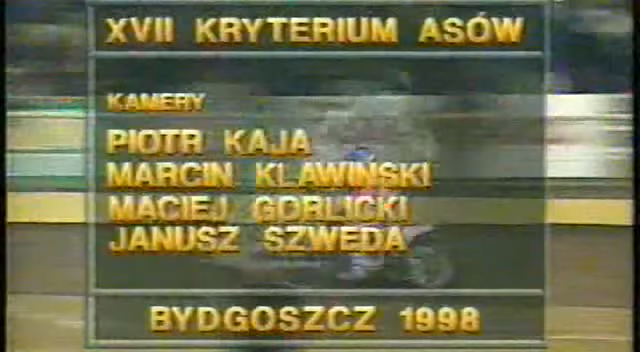 XVII KRYTERIUM ASÓW
KAMERY
PIOTR KAJA
MARCIN KLAWINSKI
MACIEJ GORLICKI
JANUSZ SZWEDA
BYDGOSZCZ 1998